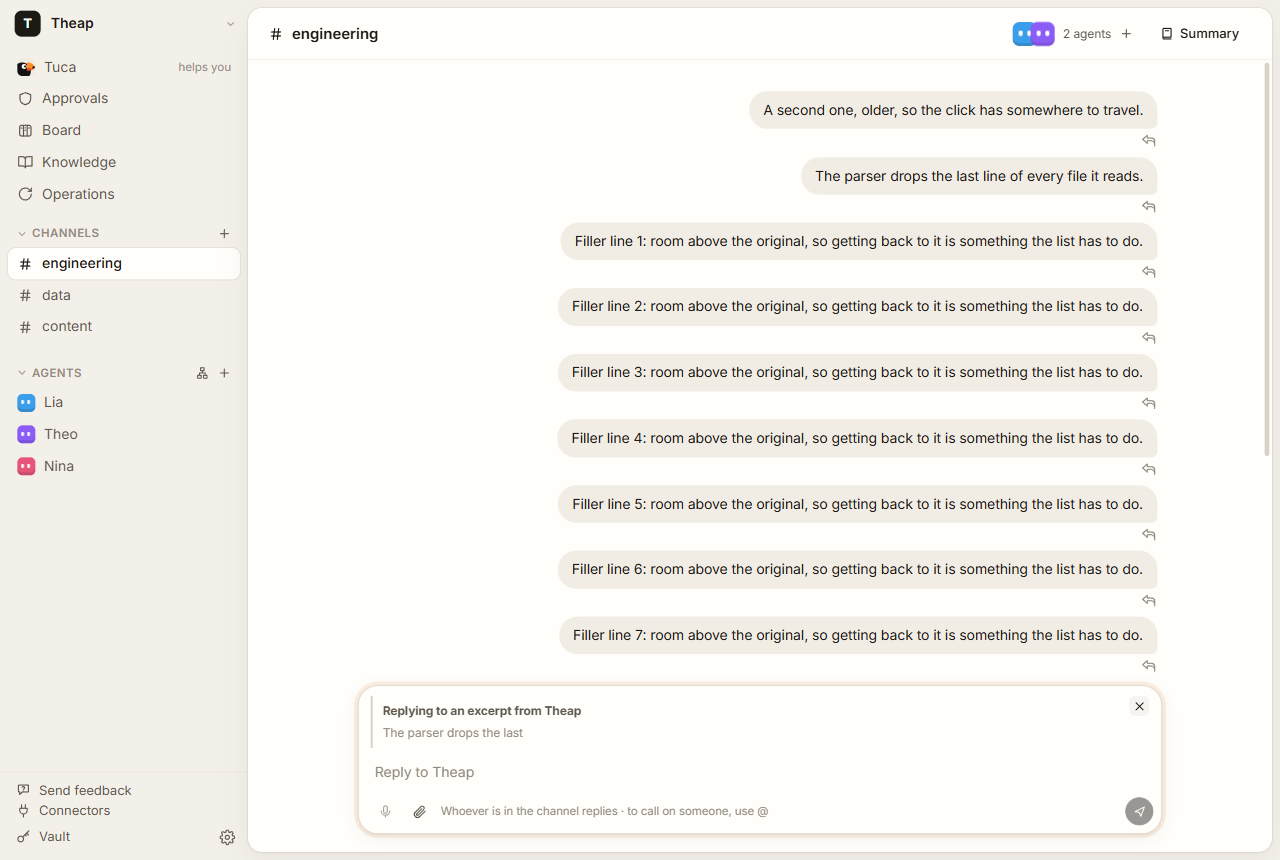 T Theap
Tuca helps you
Approvals
Board
Knowledge
Operations
CHANNELS
# engineering
# data
# content
AGENTS
Lia
Theo
Nina
Send feedback
Connectors
Vault
# engineering
2 agents + Summary
A second one, older, so the click has somewhere to travel.
The parser drops the last line of every file it reads.
Filler line 1: room above the original, so getting back to it is something the list has to do.
Filler line 2: room above the original, so getting back to it is something the list has to do.
Filler line 3: room above the original, so getting back to it is something the list has to do.
Filler line 4: room above the original, so getting back to it is something the list has to do.
Filler line 5: room above the original, so getting back to it is something the list has to do.
Filler line 6: room above the original, so getting back to it is something the list has to do.
Filler line 7: room above the original, so getting back to it is something the list has to do.
Replying to an excerpt from Theap
The parser drops the last
Reply to Theap
Whoever is in the channel replies · to call on someone, use @